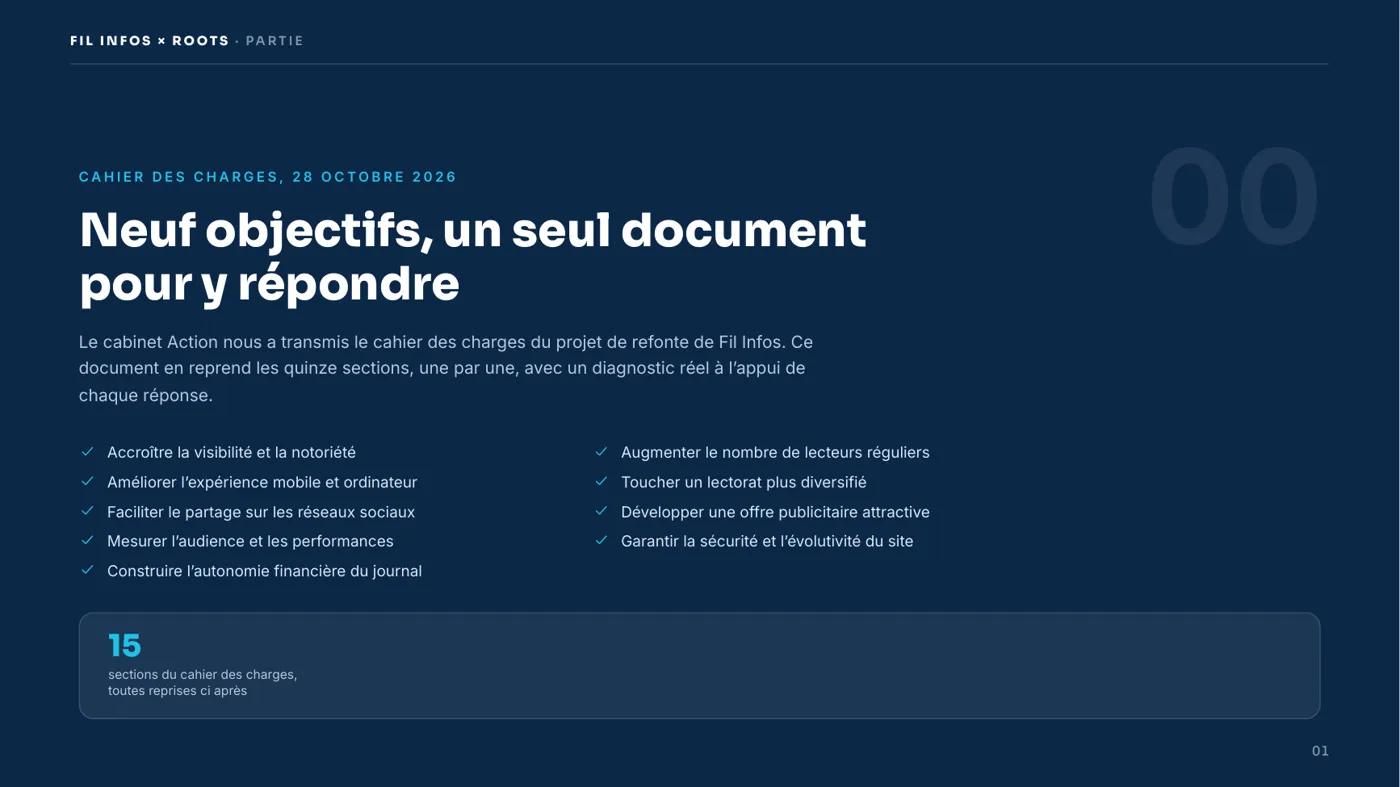 FIL INFOS × ROOTS · PARTIE
00
CAHIER DES CHARGES, 28 OCTOBRE 2026
Neuf objectifs, un seul document
pour y répondre
Le cabinet Action nous a transmis le cahier des charges du projet de refonte de Fil Infos. Ce
document en reprend les quinze sections, une par une, avec un diagnostic réel à l’appui de
chaque réponse.
✓ Accroître la visibilité et la notoriété
✓ Améliorer l’expérience mobile et ordinateur
✓ Faciliter le partage sur les réseaux sociaux
✓ Mesurer l’audience et les performances
✓ Construire l’autonomie financière du journal
✓ Augmenter le nombre de lecteurs réguliers
✓ Toucher un lectorat plus diversifié
✓ Développer une offre publicitaire attractive
✓ Garantir la sécurité et l’évolutivité du site
15
sections du cahier des charges,
toutes reprises ci après
01